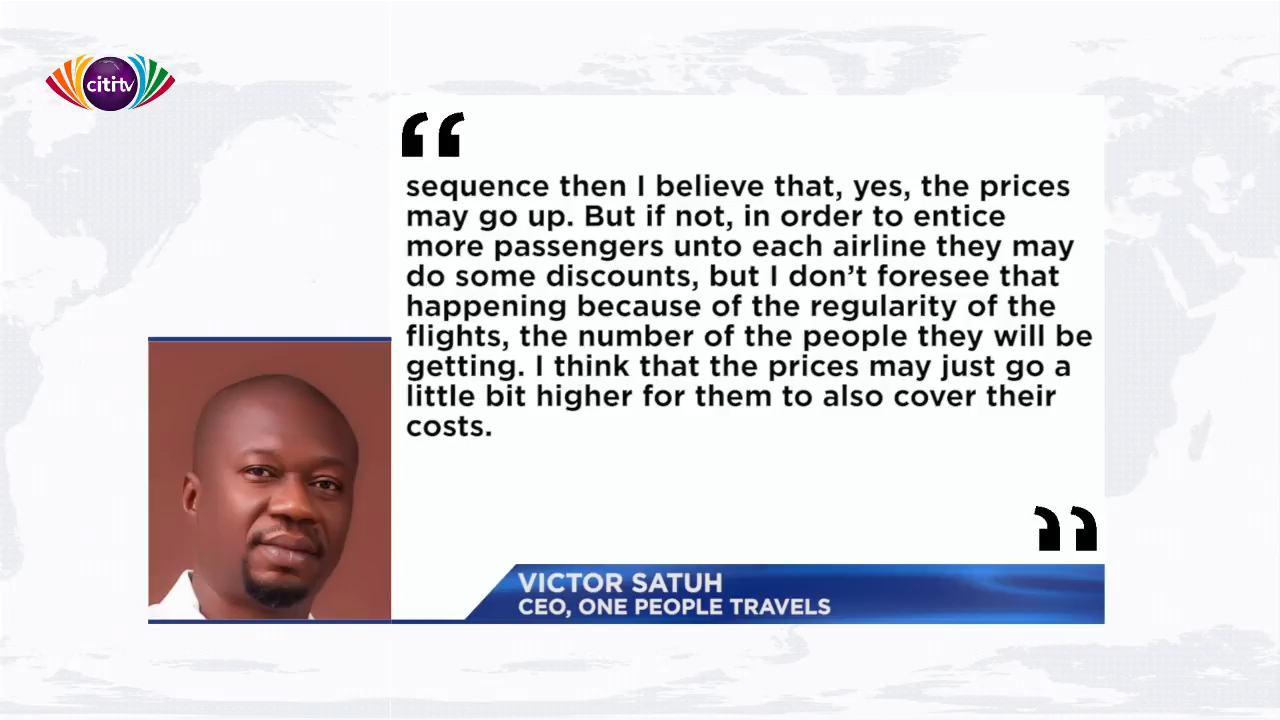 citi tv
“
sequence then I believe that, yes, the prices
may go up. But if not, in order to entice
more passengers unto each airline they may
do some discounts, but I don’t foresee that
happening because of the regularity of the
flights, the number of the people they will be
getting. I think that the prices may just go a
little bit higher for them to also cover their
costs.
”
VICTOR SATUH
CEO, ONE PEOPLE TRAVELS